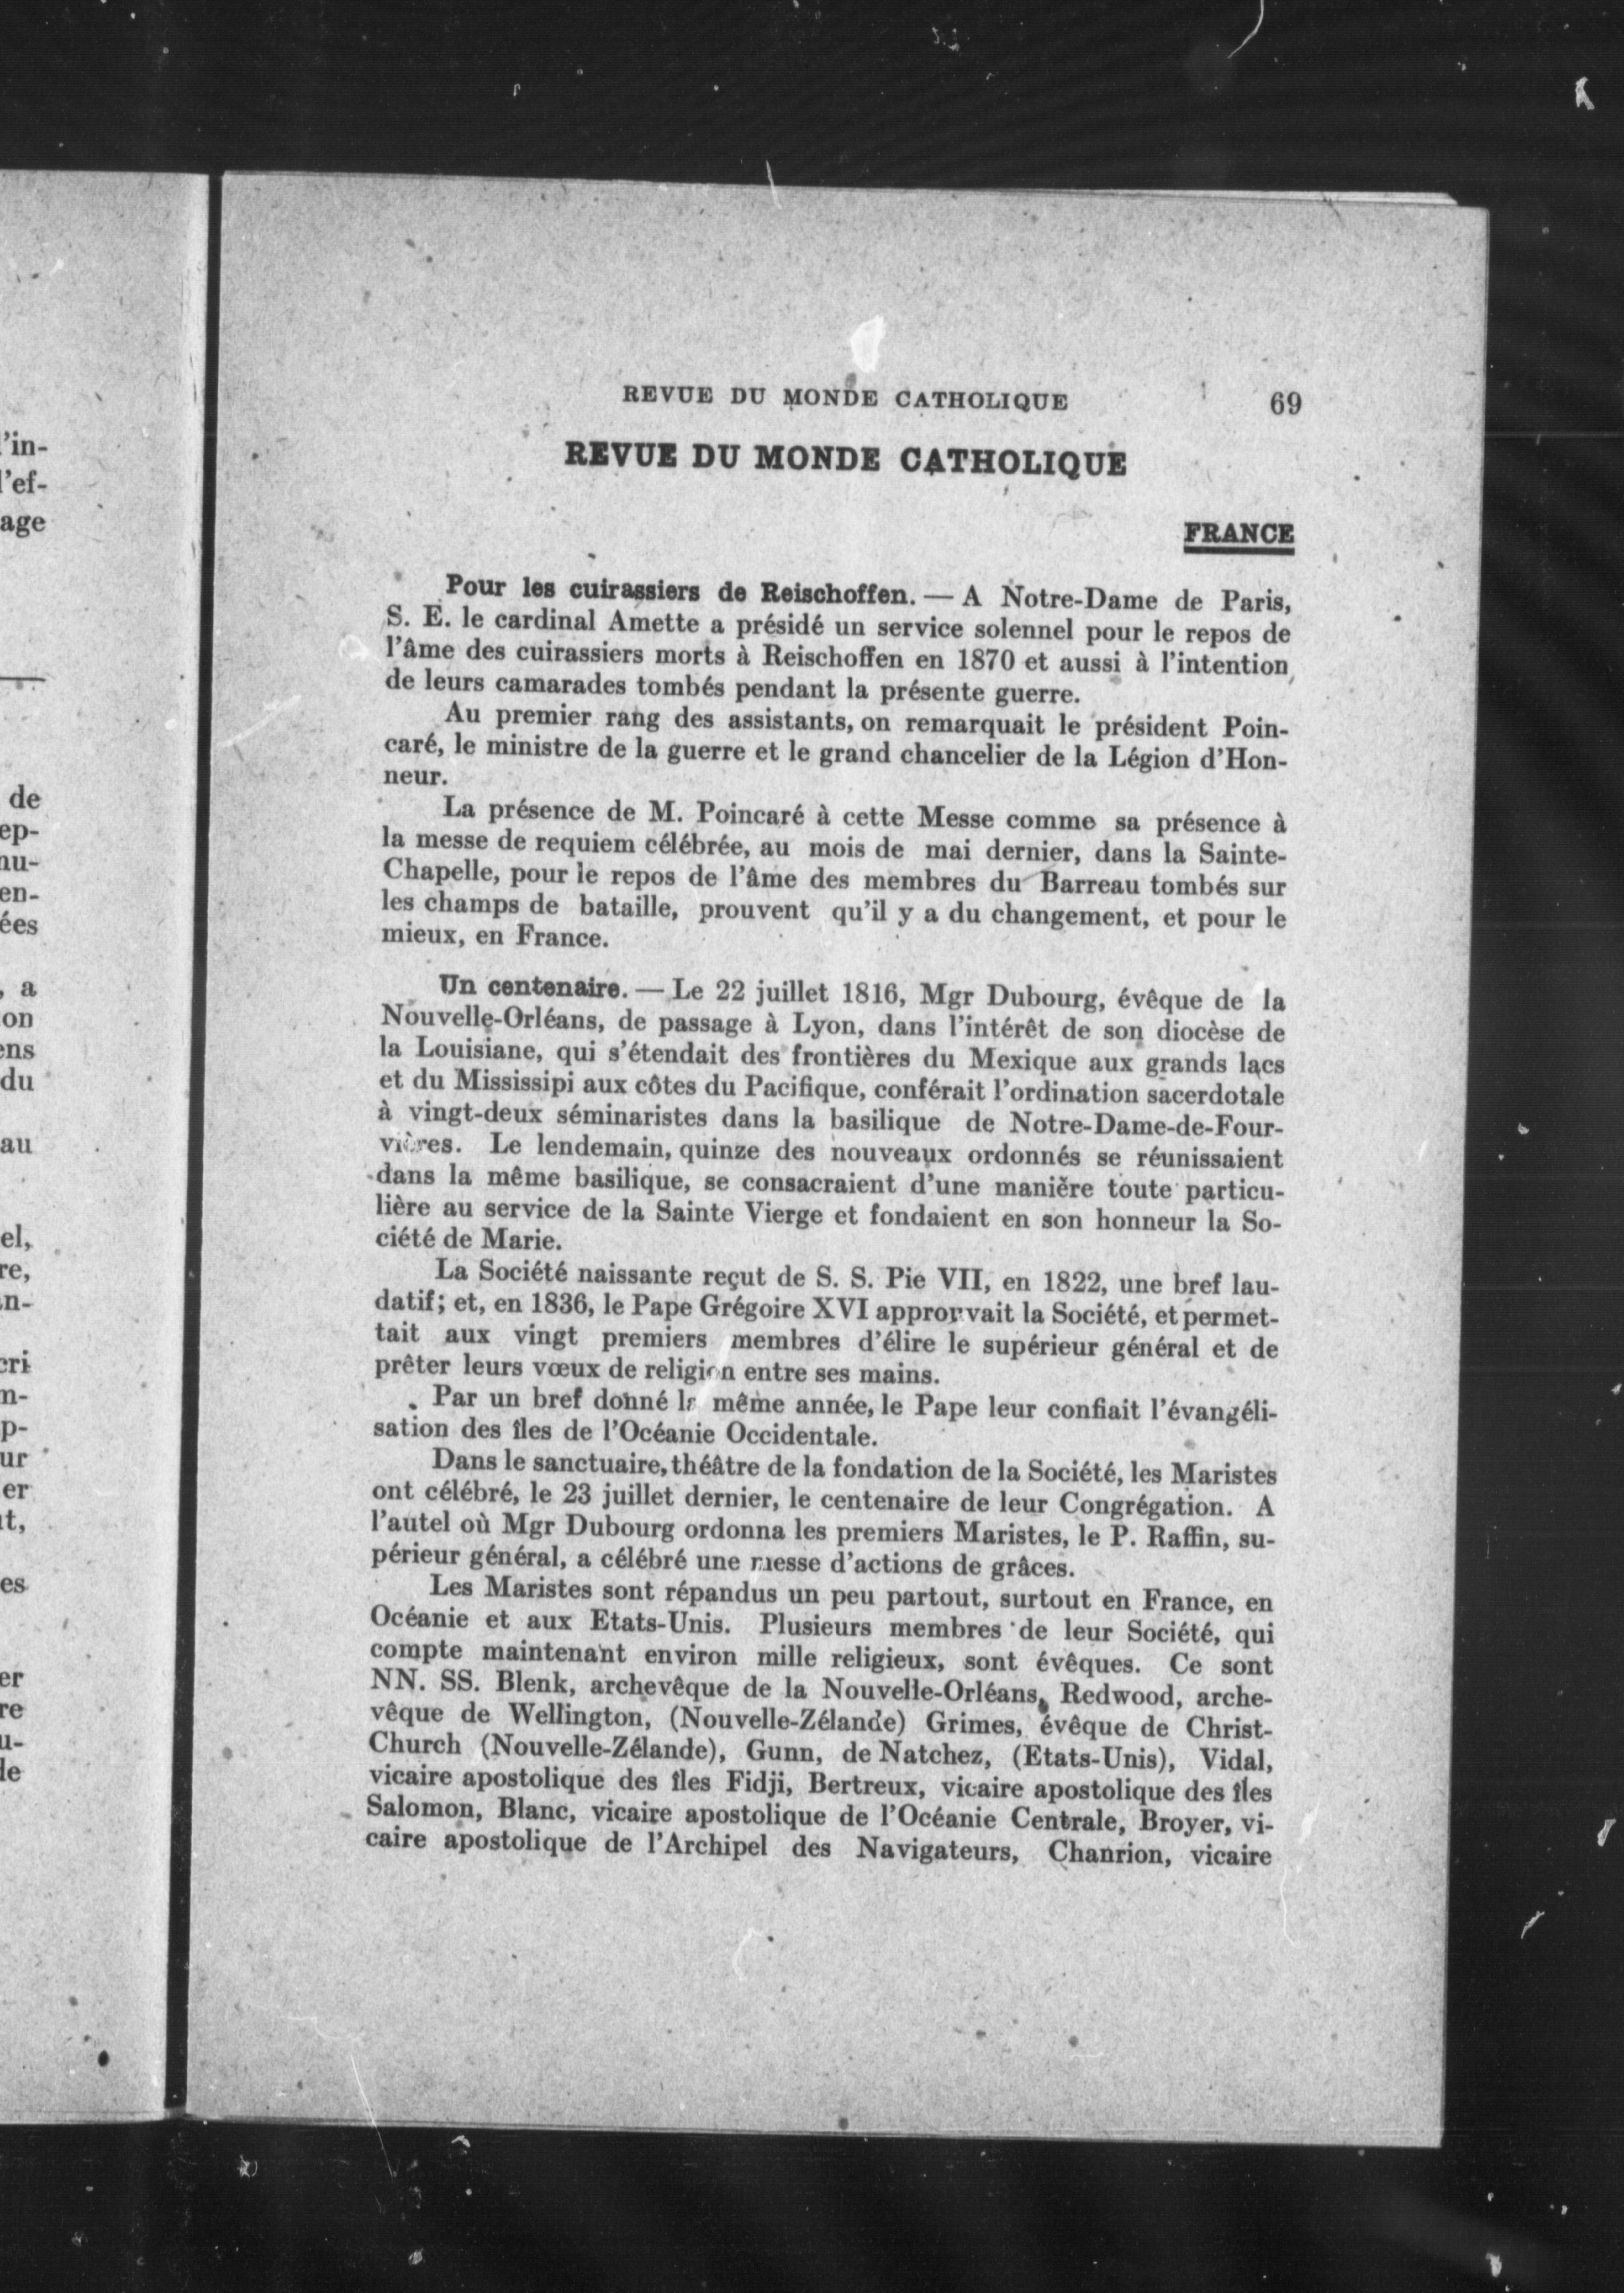 REVUE DU MONDE CATHOLIQUE 69
REVUE DU MONDE CATHOLIQUE
FRANCE
Pour les cuirassiers de Reischoffen. — A Notre-Dame de Paris,
S. E. le cardinal Amette a présidé un service solennel pour le repos de
l'âme des cuirassiers morts à Reischoffen en 1870 et aussi à l'intention
de leurs camarades tombés pendant la présente guerre.
Au premier rang des assistants, on remarquait le président Poin-
caré, le ministre de la guerre et le grand chancelier de la Légion d'Hon-
neur.
La présence de M. Poincaré à cette Messe comme sa présence à
la messe de requiem célébrée, au mois de mai dernier, dans la Sainte-
Chapelle, pour le repos de l'âme des membres du Barreau tombés sur
les champs de bataille, prouvent qu'il y a du changement, et pour le
mieux, en France.
Un centenaire. — Le 22 juillet 1816, Mgr Dubourg, évêque de la
Nouvelle-Orléans, de passage à Lyon, dans l'intérêt de son diocèse de
la Louisiane, qui s'étendait des frontières du Mexique aux grands lacs
et du Mississipi aux côtes du Pacifique, conférait l'ordination sacerdotale
à vingt-deux séminaristes dans la basilique de Notre-Dame-de-Four-
vières. Le lendemain, quinze des nouveaux ordonnés se réunissaient
dans la même basilique, se consacraient d'une manière toute particu-
lière au service de la Sainte Vierge et fondaient en son honneur la So-
ciété de Marie.
La Société naissante reçut de S. S. Pie VII, en 1822, une bref lau-
datif; et, en 1836, le Pape Grégoire XVI approuvait la Société, et permet-
tait aux vingt premiers membres d'élire le supérieur général et de
prêter leurs vœux de religion entre ses mains.
Par un bref donné la même année, le Pape leur confiait l'évangéli-
sation des îles de l'Océanie Occidentale.
Dans le sanctuaire, théâtre de la fondation de la Société, les Maristes
ont célébré, le 23 juillet dernier, le centenaire de leur Congrégation. A
l'autel où Mgr Dubourg ordonna les premiers Maristes, le P. Raffin, su-
périeur général, a célébré une messe d'actions de grâces.
Les Maristes sont répandus un peu partout, surtout en France, en
Océanie et aux Etats-Unis. Plusieurs membres de leur Société, qui
compte maintenant environ mille religieux, sont évêques. Ce sont
NN. SS. Blenk, archevêque de la Nouvelle-Orléans, Redwood, arche-
vêque de Wellington, (Nouvelle-Zélande) Grimes, évêque de Christ-
Church (Nouvelle-Zélande), Gunn, de Natchez, (Etats-Unis), Vidal,
vicaire apostolique des îles Fidji, Bertreux, vicaire apostolique des îles
Salomon, Blanc, vicaire apostolique de l'Océanie Centrale, Broyer, vi-
caire apostolique de l'Archipel des Navigateurs, Chanrion, vicaire